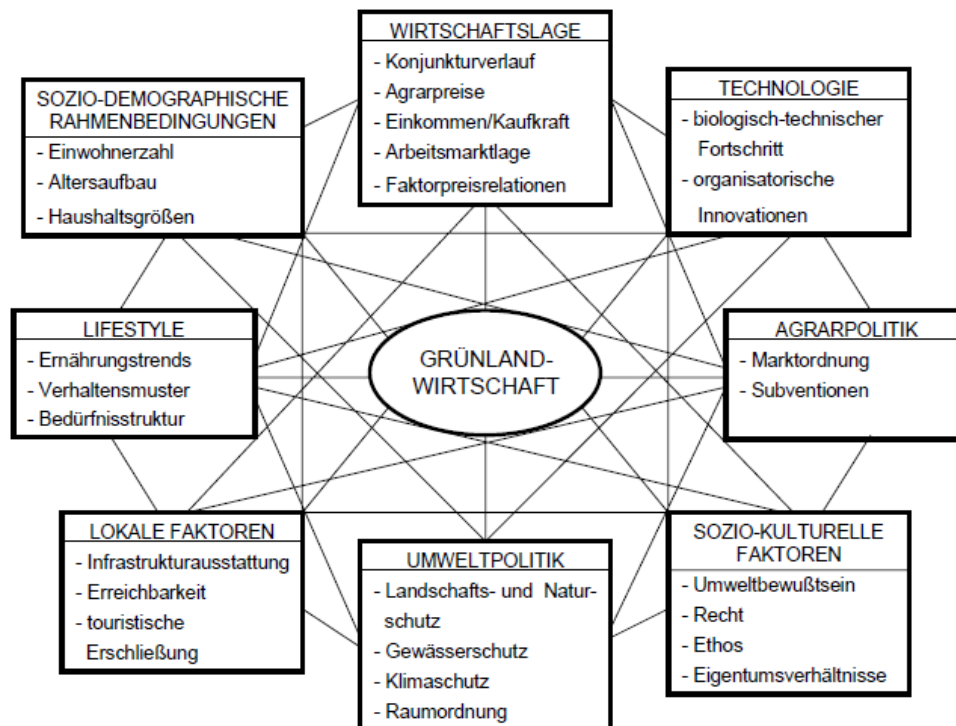 WIRTSCHAFTSLAGE
- Konjunkturverlauf
- Agrarpreise
- Einkommen/Kaufkraft
- Arbeitsmarktlage
- Faktorpreisrelationen
SOZIO-DEMOGRAPHISCHE
RAHMENBEDINGUNGEN
- Einwohnerzahl
- Altersaufbau
- Haushaltsgrößen
TECHNOLOGIE
- biologisch-technischer
Fortschritt
- organisatorische
Innovationen
LIFESTYLE
- Ernährungstrends
- Verhaltensmuster
- Bedürfnisstruktur
GRÜNLAND-
WIRTSCHAFT
AGRARPOLITIK
- Marktordnung
- Subventionen
LOKALE FAKTOREN
- Infrastrukturausstattung
- Erreichbarkeit
- touristische
Erschließung
UMWELTPOLITIK
- Landschafts- und Natur-
schutz
- Gewässerschutz
- Klimaschutz
- Raumordnung
SOZIO-KULTURELLE
FAKTOREN
- Umweltbewußtsein
- Recht
- Ethos
- Eigentumsverhältnisse